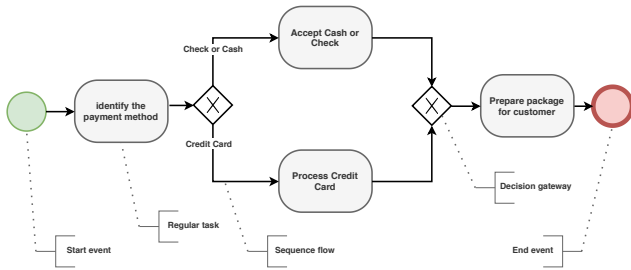 Accept Cash or
Check
Check or Cash
identify the
payment method
Prepare package
for customer
Credit Card
Process Credit
Card
Decision gateway
Regular task
Start event
Sequence flow
End event